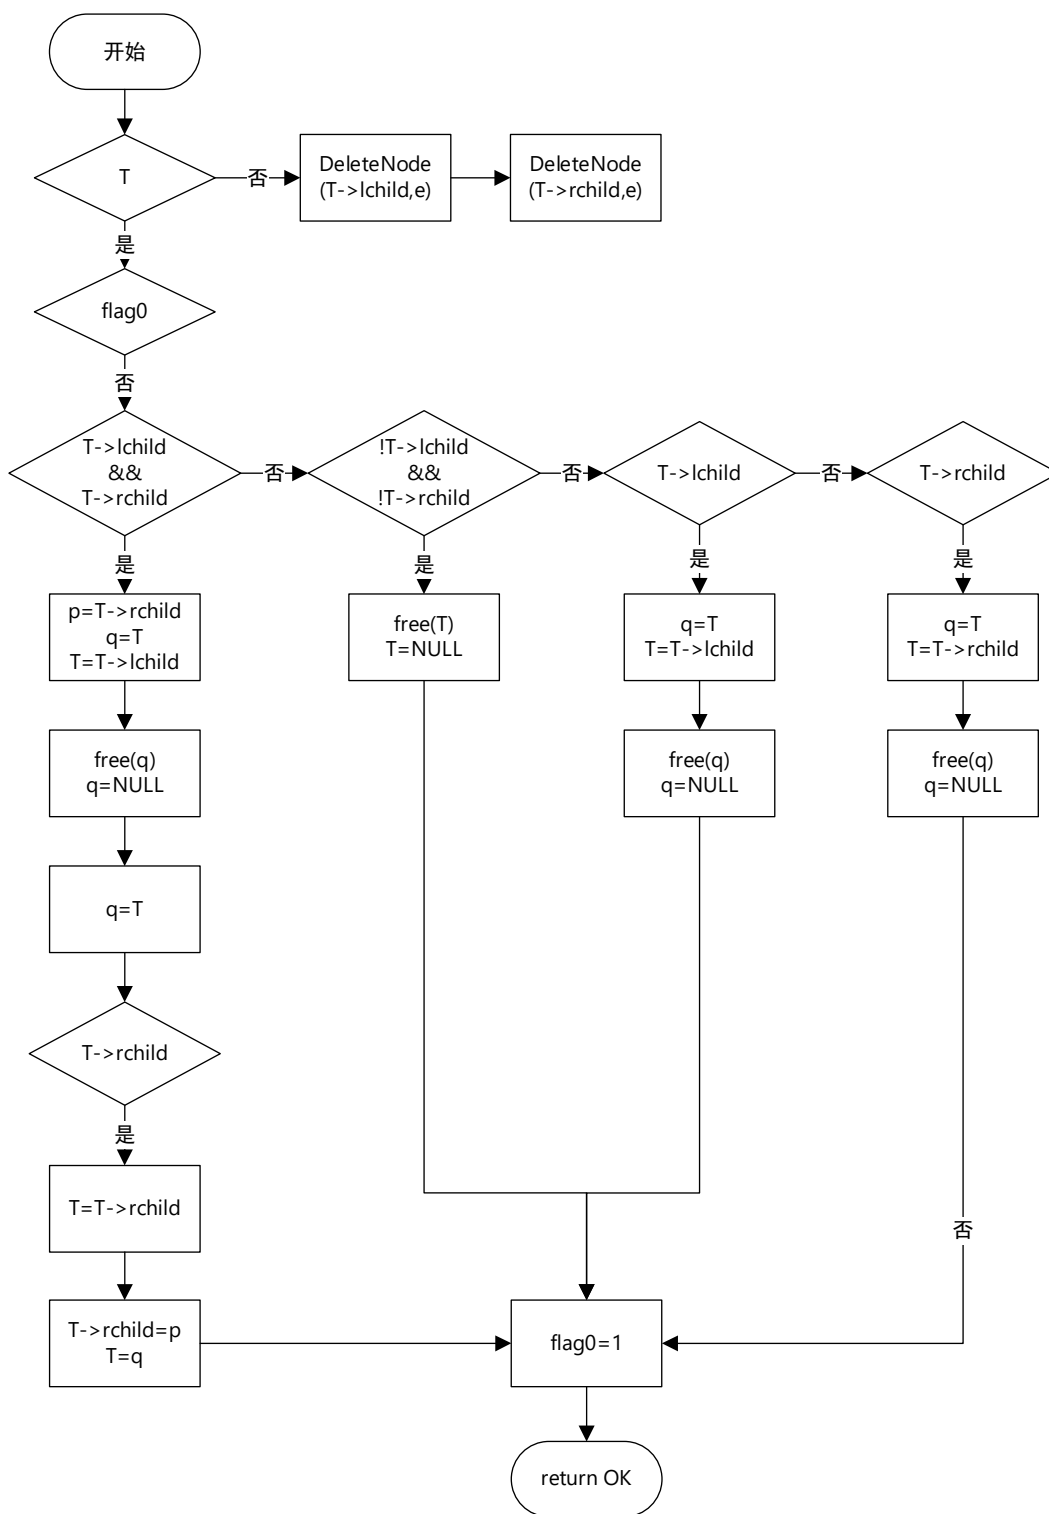 开始
T
否
DeleteNode
(T->lchild,e)
DeleteNode
(T->rchild,e)
是
flag0
否
T->lchild
&&
T->rchild
否
!T->lchild
&&
!T->rchild
否
T->lchild
否
T->rchild
是
是
是
是
p=T->rchild
q=T
T=T->lchild
free(T)
T=NULL
q=T
T=T->lchild
q=T
T=T->rchild
free(q)
q=NULL
free(q)
q=NULL
free(q)
q=NULL
q=T
T->rchild
是
T=T->rchild
否
T->rchild=p
T=q
flag0=1
return OK